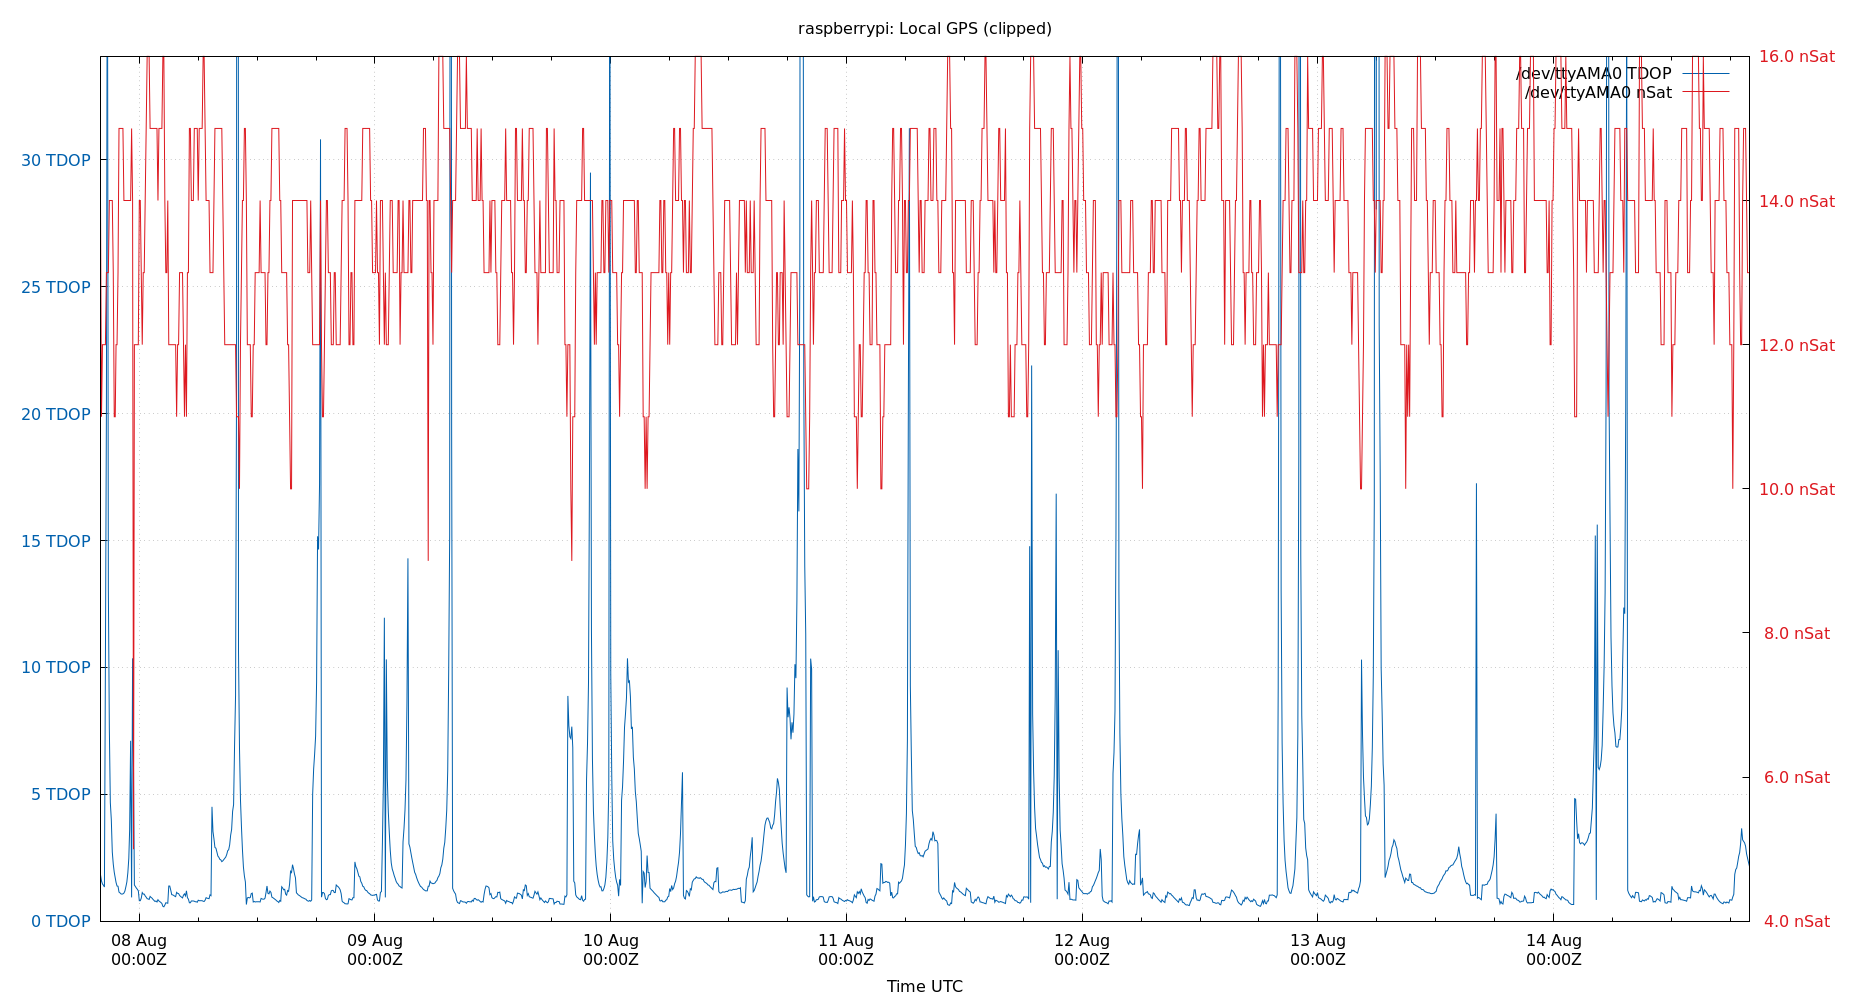 raspberrypi: Local GPS (clipped)
16.0 nSat
/dev/ttyAMA0 TDOP
/dev/ttyAMA0 nSat
30 TDOP
14.0 nSat
25 TDOP
12.0 nSat
20 TDOP
10.0 nSat
15 TDOP
8.0 nSat
10 TDOP
6.0 nSat
5 TDOP
0 TDOP
4.0 nSat
08 Aug
00:00Z
09 Aug
00:00Z
10 Aug
00:00Z
11 Aug
00:00Z
12 Aug
00:00Z
13 Aug
00:00Z
14 Aug
00:00Z
Time UTC